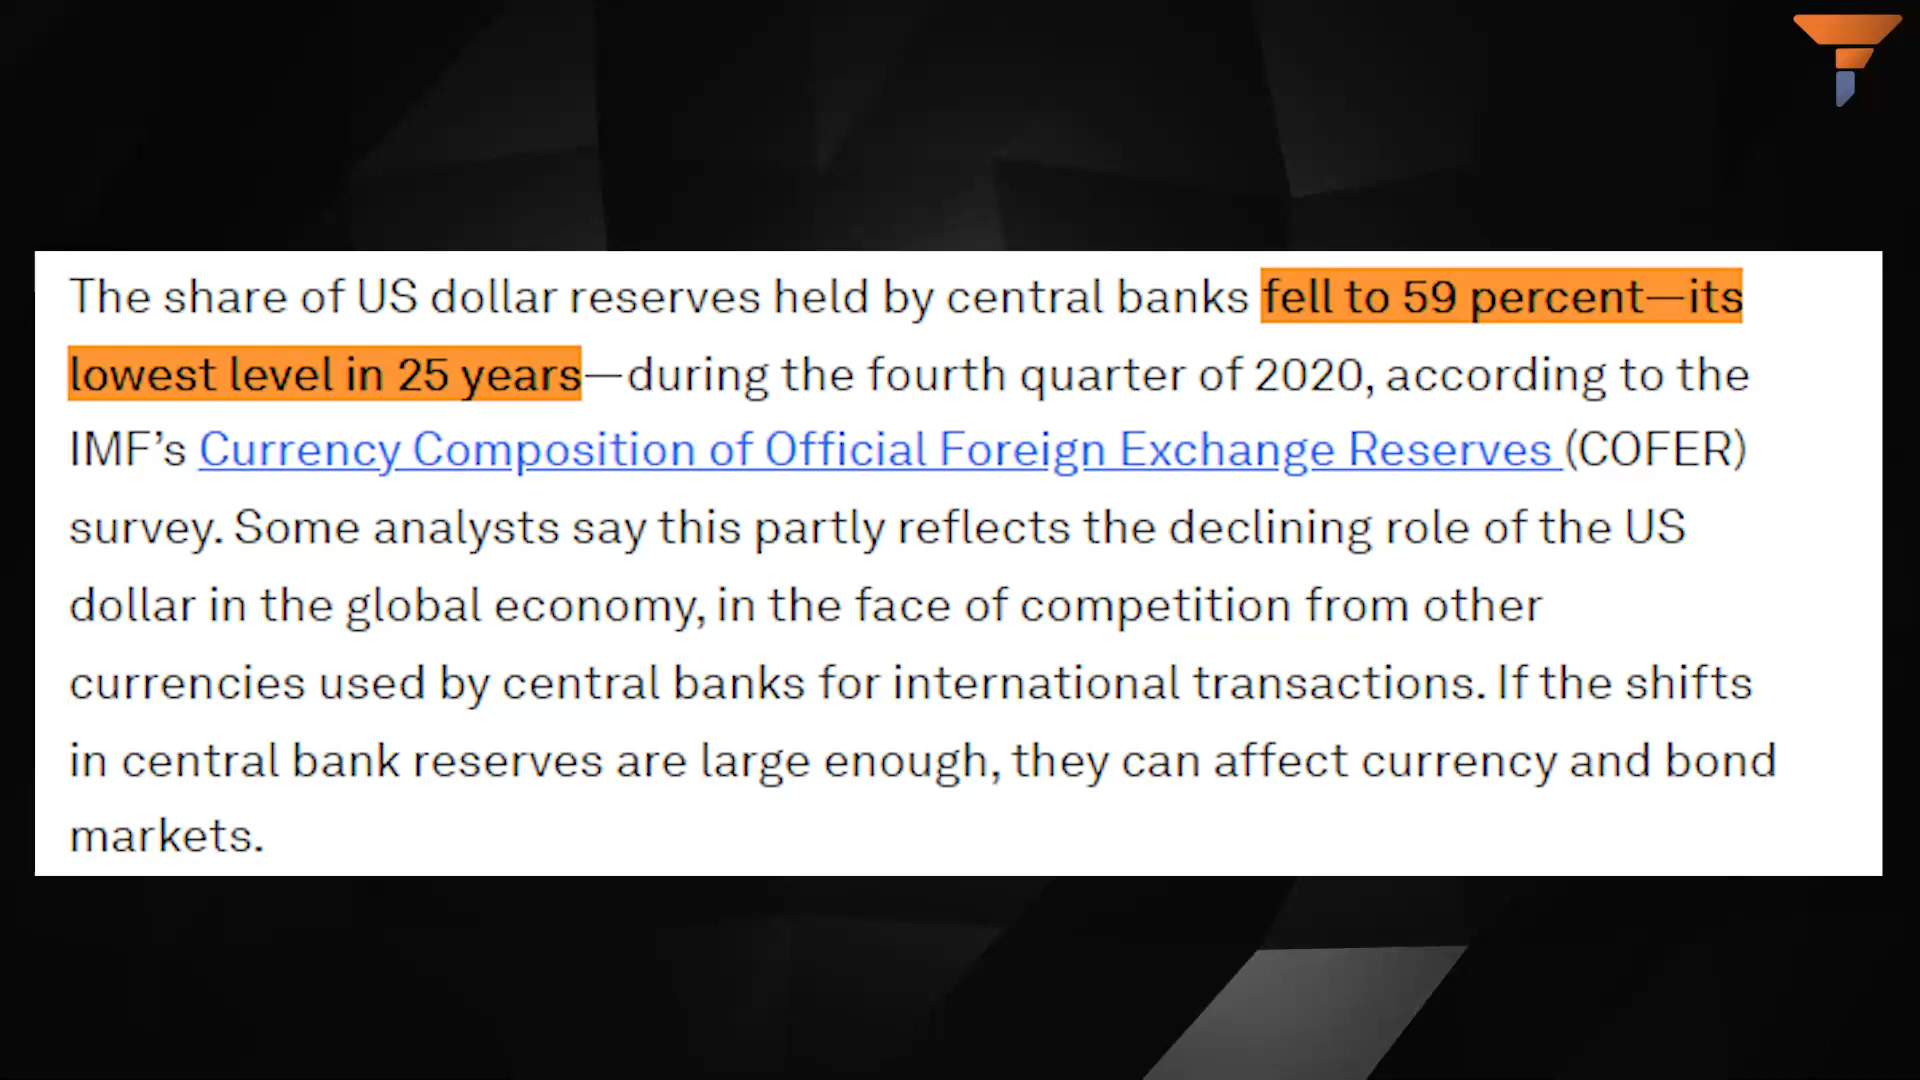 The share of US dollar reserves held by central banks fell to 59 percent—its
lowest level in 25 years—during the fourth quarter of 2020, according to the
IMF’s Currency Composition of Official Foreign Exchange Reserves (COFER)
survey. Some analysts say this partly reflects the declining role of the US
dollar in the global economy, in the face of competition from other
currencies used by central banks for international transactions. If the shifts
in central bank reserves are large enough, they can affect currency and bond
markets.